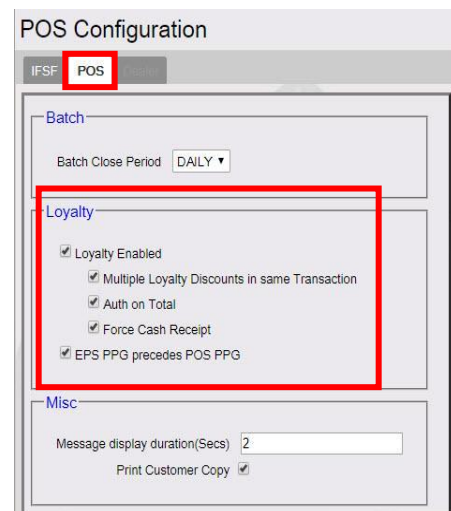 POS Configuration
IFSF POS
Batch
Batch Close Period DAILY
Loyalty
Loyalty Enabled
Multiple Loyalty Discounts in same Transaction
Auth on Total
Force Cash Receipt
EPS PPG precedes POS PPG
Misc
Message display duration(Secs) 2
Print Customer Copy